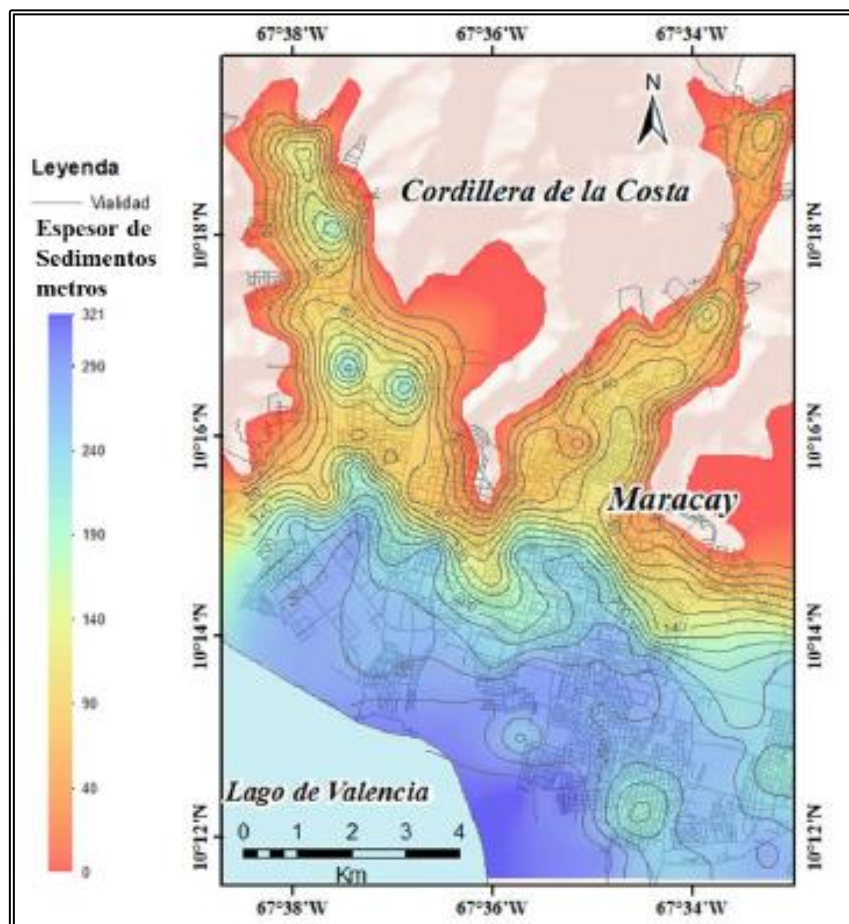 67°38'W
67°36'W
67°34'W
N
Leyenda
Vialidad
Espesor de
Sedimentos
metros
321
290
240
190
140
90
40
0
Cordillera de la Costa
10°18'N
10°18'N
10°16'N
10°16'N
Maracay
140
10°14'N
10°14'N
Lago de Valencia
10°12'N
10°12'N
0 1 2 3 4
Km
67°38'W
67°36'W
67°34'W